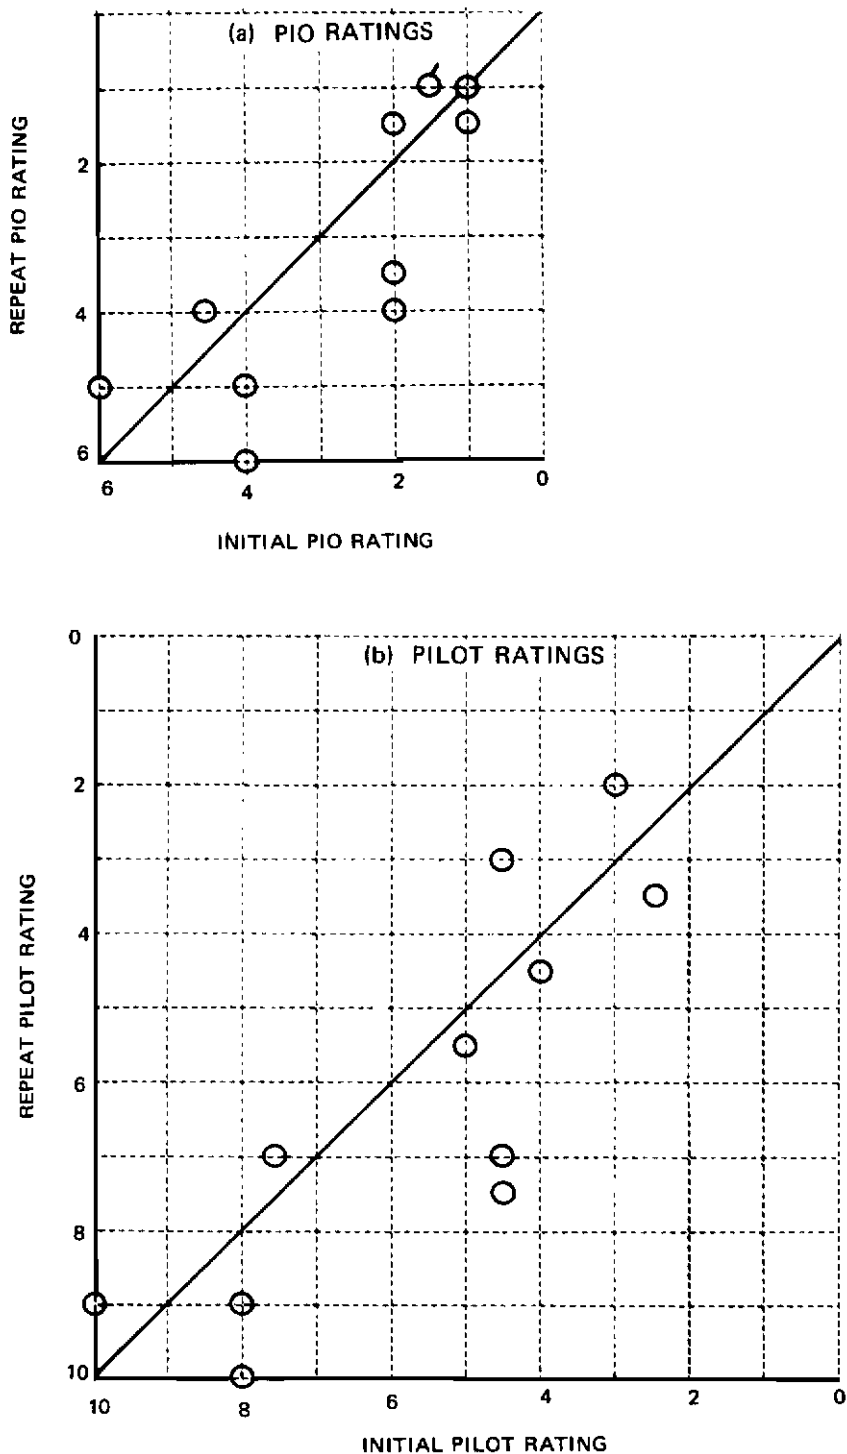 (a) PIO RATINGS
REPEAT PIO RATING
2
4
6
6 4 2 0
INITIAL PIO RATING
(b) PILOT RATINGS
REPEAT PILOT RATING
0
2
4
6
8
10
10 8 6 4 2 0
INITIAL PILOT RATING